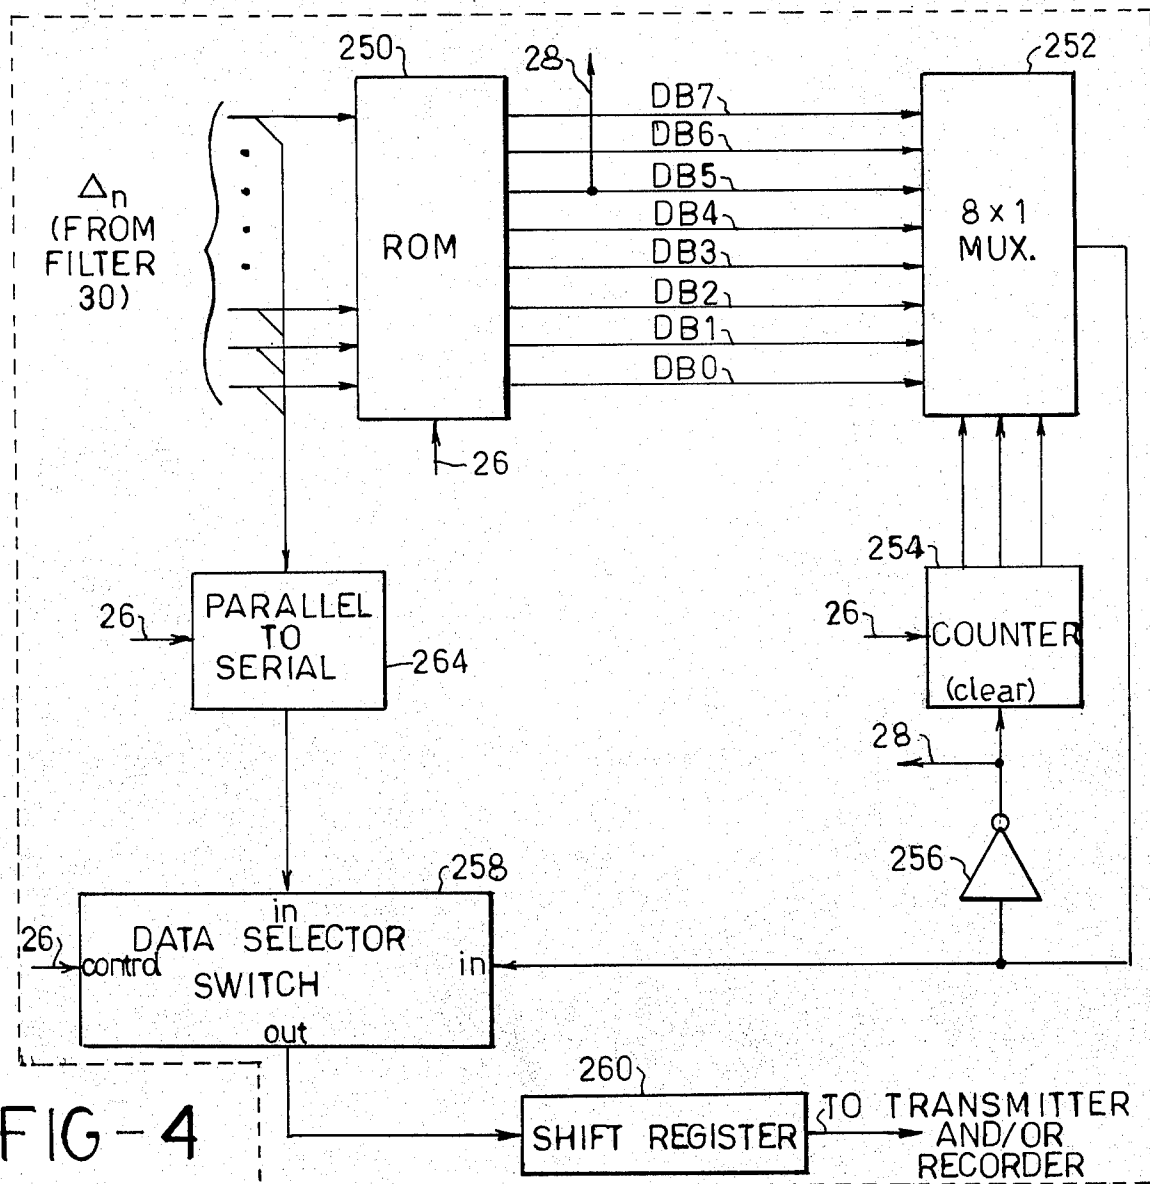 250
28
252
DB7
DB6
DB5
DB4
DB3
DB2
DB1
DB0
Δn
(FROM
FILTER
30)
ROM
8 x 1
MUX.
26
254
26
PARALLEL
TO
SERIAL
264
26
COUNTER
(clear)
28
256
258
in
DATA SELECTOR
SWITCH
26
control
in
out
260
SHIFT REGISTER
TO TRANSMITTER
AND/OR
RECORDER
FIG-4